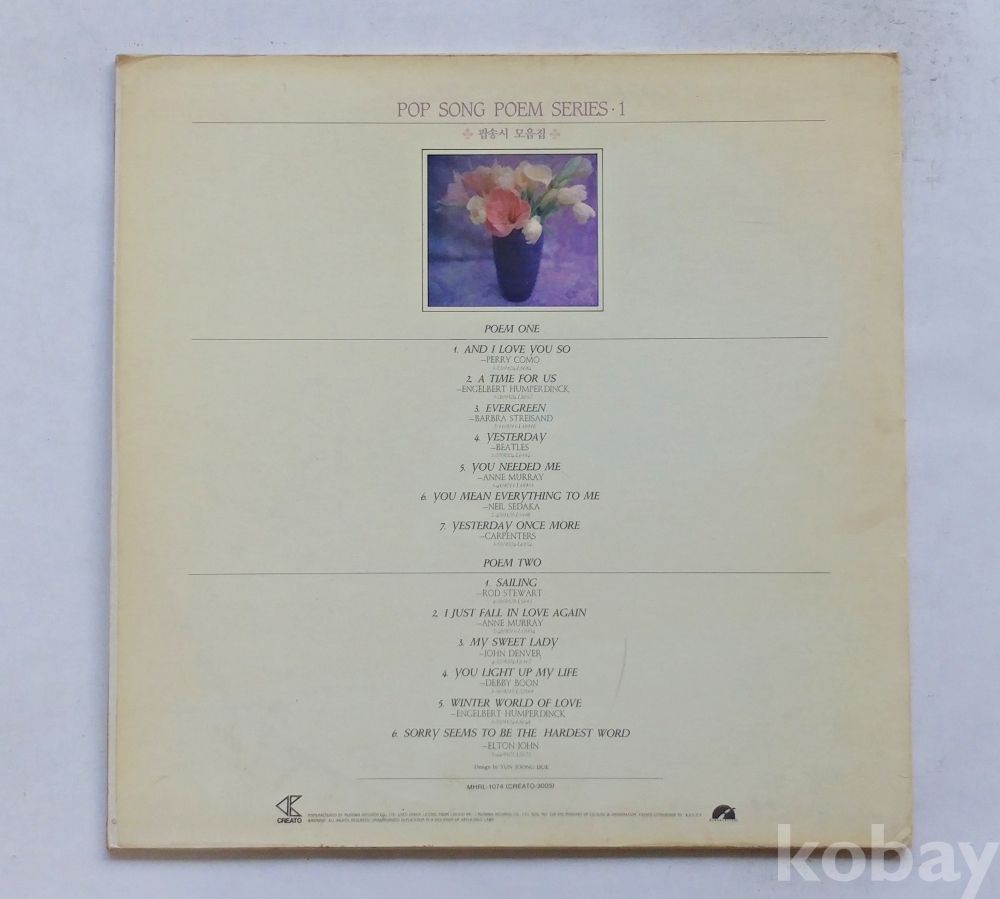 POP SONG POEM SERIES·1
팝송시 모음집
POEM ONE
1. AND I LOVE YOU SO
—PERRY COMO
2. A TIME FOR US
—ENGELBERT HUMPERDINCK
3. EVERGREEN
—BARBRA STREISAND
4. YESTERDAY
—BEATLES
5. YOU NEEDED ME
—ANNE MURRAY
6. YOU MEAN EVERYTHING TO ME
—NEIL SEDAKA
7. YESTERDAY ONCE MORE
—CARPENTERS
POEM TWO
1. SAILING
—ROD STEWART
2. I JUST FALL IN LOVE AGAIN
—ANNE MURRAY
3. MY SWEET LADY
—JOHN DENVER
4. YOU LIGHT UP MY LIFE
—DEBBY BOON
5. WINTER WORLD OF LOVE
—ENGELBERT HUMPERDINCK
6. SORRY SEEMS TO BE THE HARDEST WORD
—ELTON JOHN
Design by
MHRL-1074 (CREATO-3005)
CREATO
kobay